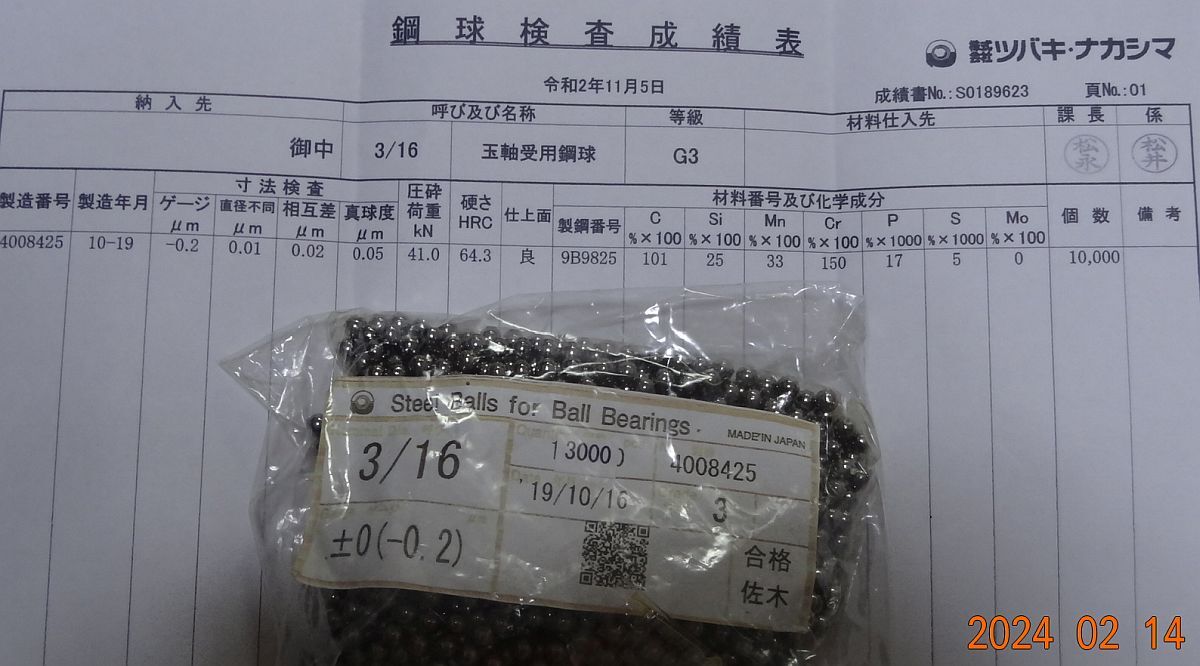 鋼球検査成績表
株式会社ツバキ・ナカシマ
令和2年11月5日
成績書No.:S0189623 頁No.:01
納入先 呼び及び名称 等級 材料仕入先 課長 係
御中 3/16 玉軸受用鋼球 G3 松永 松井
製造番号 製造年月 寸法検査 圧砕荷重 kN 硬さ HRC 仕上面 材料番号及び化学成分 個数 備考
ゲージ μm 直径不同 μm 相互差 μm 真球度 μm 製鋼番号 C %×100 Si %×100 Mn %×100 Cr %×100 P %×1000 S %×1000 Mo %×100
4008425 10-19 -0.2 0.01 0.02 0.05 41.0 64.3 良 9B9825 101 25 33 150 17 5 0 10,000
Steel Balls for Ball Bearings
MADE IN JAPAN
3/16 (3000) 4008425
'19/10/16 3
±0(-0.2) 合格
佐木
2024 02 14